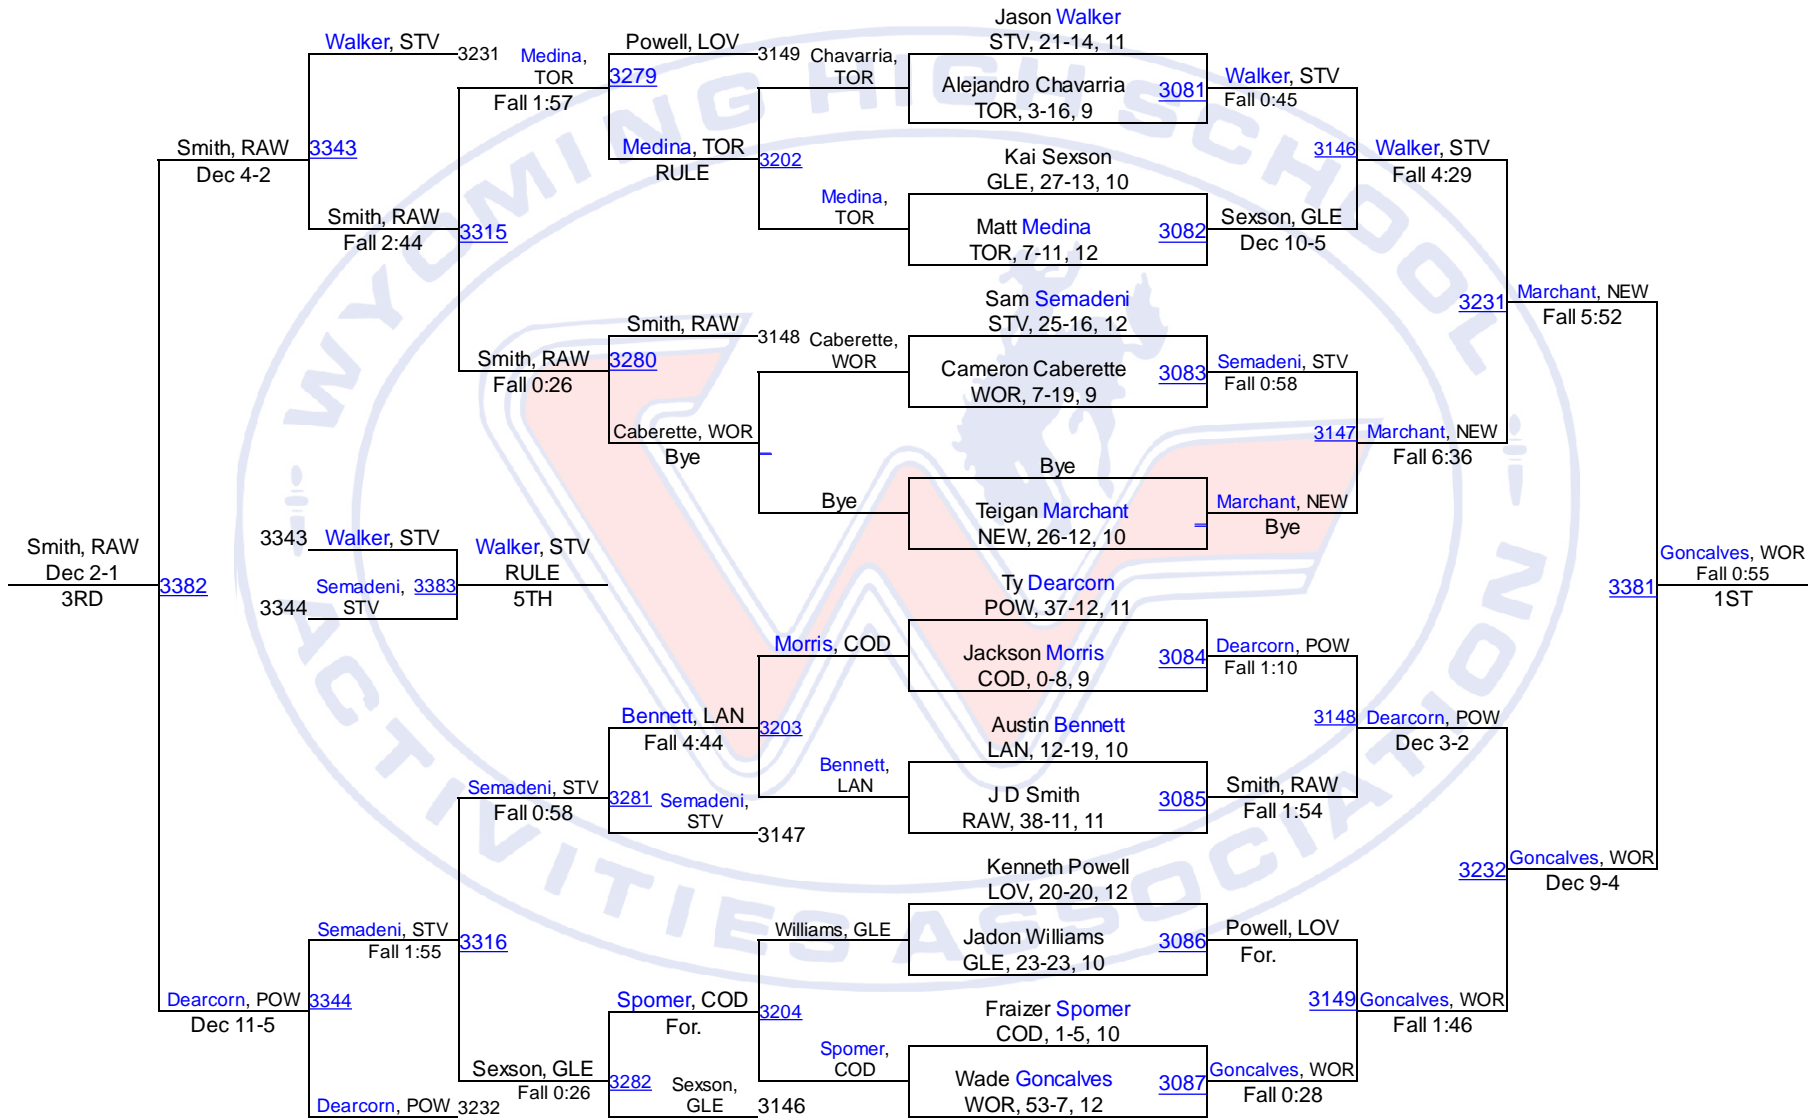 WYOMING HIGH SCHOOL
ACTIVITIES ASSOCIATION
Jason Walker
STV, 21-14, 11
Alejandro Chavarria
TOR, 3-16, 9
3081
Kai Sexson
GLE, 27-13, 10
Matt Medina
TOR, 7-11, 12
3082
Sam Semadeni
STV, 25-16, 12
Cameron Caberette
WOR, 7-19, 9
3083
Bye
Teigan Marchant
NEW, 26-12, 10
Ty Dearcorn
POW, 37-12, 11
Jackson Morris
COD, 0-8, 9
3084
Austin Bennett
LAN, 12-19, 10
J D Smith
RAW, 38-11, 11
3085
Kenneth Powell
LOV, 20-20, 12
Jadon Williams
GLE, 23-23, 10
3086
Fraizer Spomer
COD, 1-5, 10
Wade Goncalves
WOR, 53-7, 12
3087
Walker, STV
Fall 0:45
3146
Sexson, GLE
Dec 10-5
Semadeni, STV
Fall 0:58
3147
Marchant, NEW
Bye
Dearcorn, POW
Fall 1:10
3148
Smith, RAW
Fall 1:54
Powell, LOV
For.
3149
Goncalves, WOR
Fall 0:28
Walker, STV
Fall 4:29
3231
Marchant, NEW
Fall 6:36
Dearcorn, POW
Dec 3-2
3232
Goncalves, WOR
Fall 1:46
Marchant, NEW
Fall 5:52
3381
Goncalves, WOR
Dec 9-4
Goncalves, WOR
Fall 0:55
1ST
Chavarria,
TOR
3202
Medina,
TOR
Caberette,
WOR
Bye
Morris, COD
3203
Bennett,
LAN
Williams, GLE
3204
Spomer,
COD
Powell, LOV
3149
3279
Medina, TOR
RULE
Smith, RAW
3148
3280
Caberette, WOR
Bye
Bennett, LAN
Fall 4:44
3281
Semadeni,
STV
3147
Spomer, COD
For.
3282
Sexson,
GLE
3146
Medina,
TOR
Fall 1:57
3315
Smith, RAW
Fall 0:26
Semadeni, STV
Fall 0:58
3316
Sexson, GLE
Fall 0:26
Walker, STV
3231
3343
Smith, RAW
Fall 2:44
Semadeni, STV
Fall 1:55
3344
Dearcorn, POW
3232
Smith, RAW
Dec 4-2
3382
Dearcorn, POW
Dec 11-5
Smith, RAW
Dec 2-1
3RD
3343
Walker, STV
3383
3344
Semadeni,
STV
Walker, STV
RULE
5TH